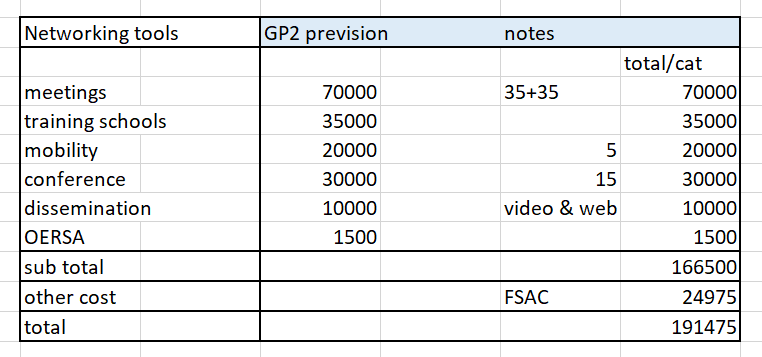 Networking tools GP2 prevision notes
total/cat
meetings 70000 35+35 70000
training schools 35000 35000
mobility 20000 5 20000
conference 30000 15 30000
dissemination 10000 video & web 10000
OERSA 1500 1500
sub total 166500
other cost FSAC 24975
total 191475